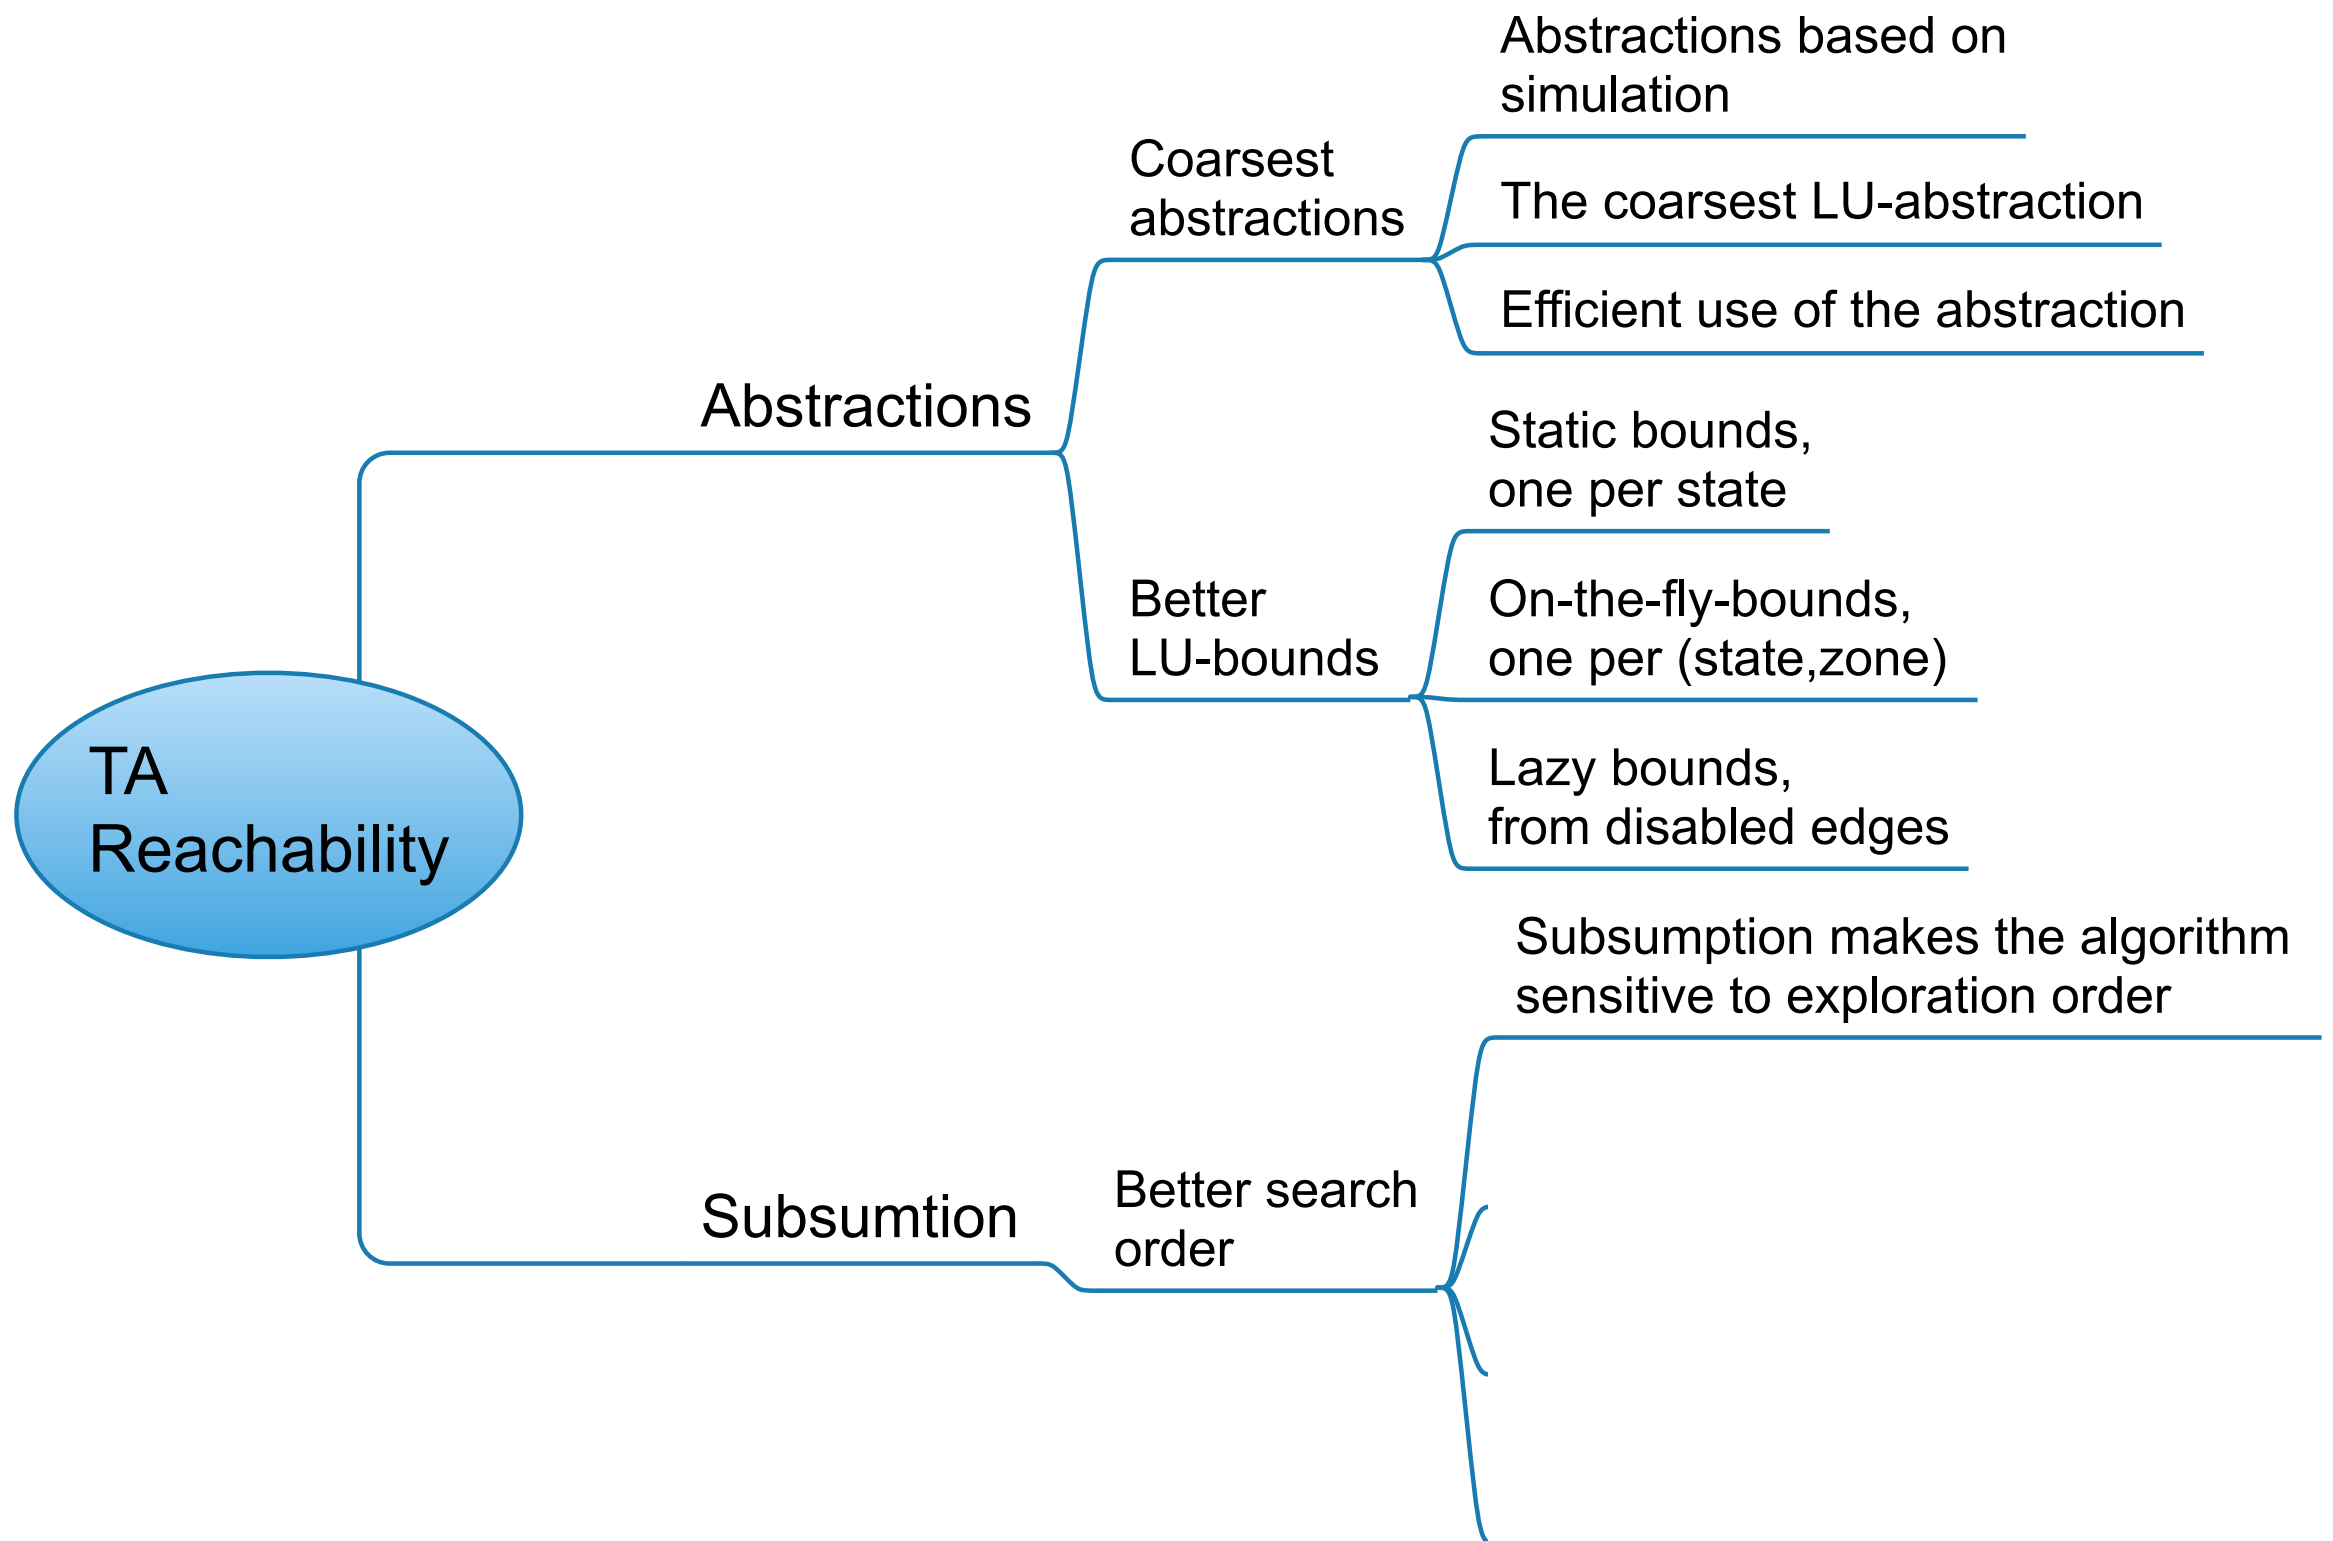 Abstractions based on
simulation
Coarsest
abstractions
The coarsest LU-abstraction
Efficient use of the abstraction
Abstractions
Static bounds,
one per state
Better
LU-bounds
On-the-fly-bounds,
one per (state,zone)
Lazy bounds,
from disabled edges
TA
Reachability
Subsumption makes the algorithm
sensitive to exploration order
Subsumtion
Better search
order